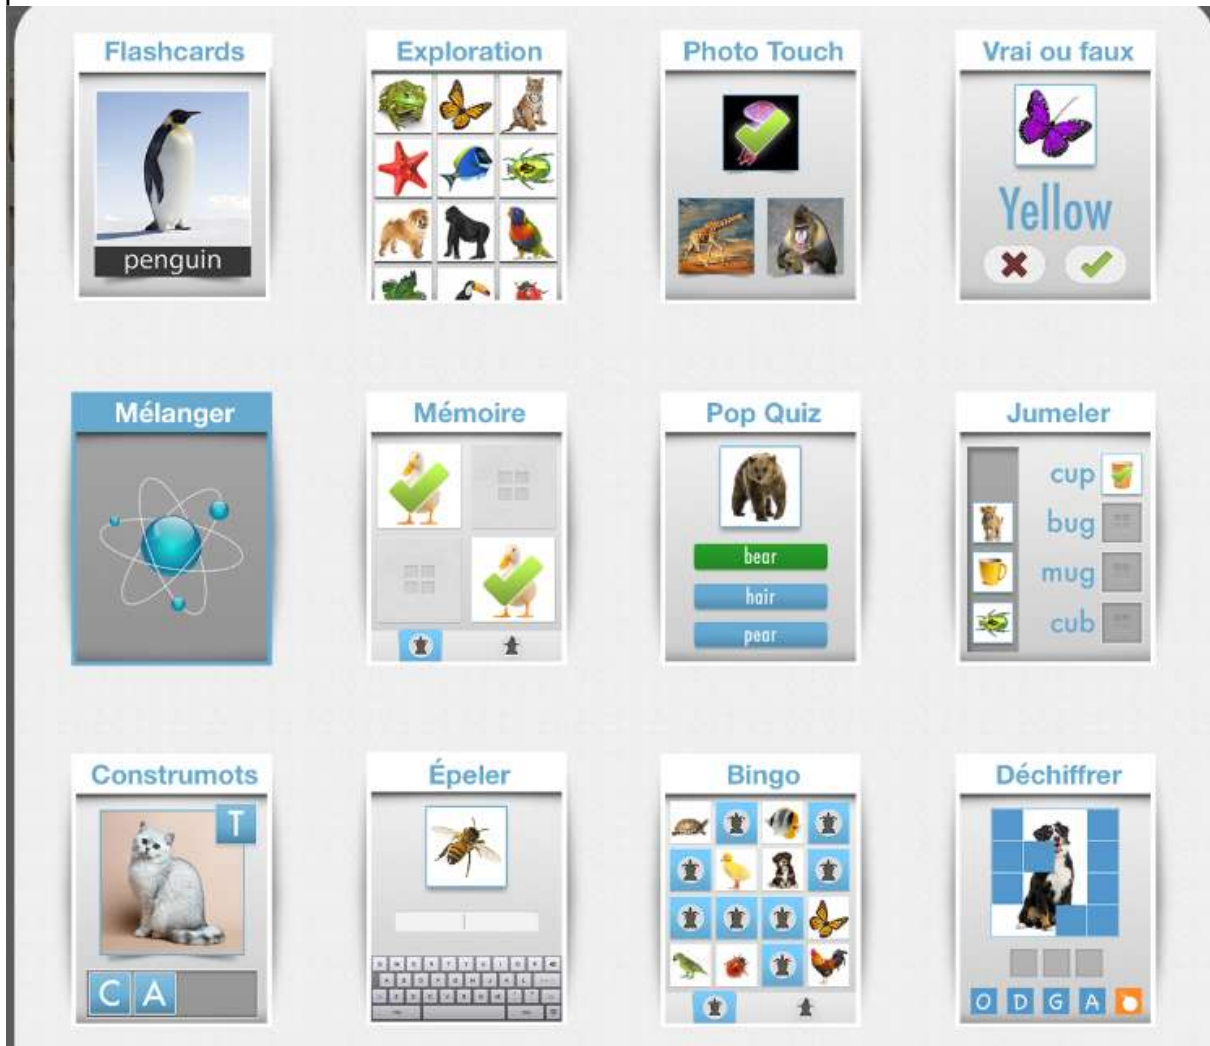 Flashcards
penguin
Exploration
Photo Touch
Vrai ou faux
Yellow
Mélanger
Mémoire
Pop Quiz
bear
hair
pear
Jumeler
cup
bug
mug
cub
Construmots
T
C A
Épeler
Bingo
Déchiffrer
O D G A